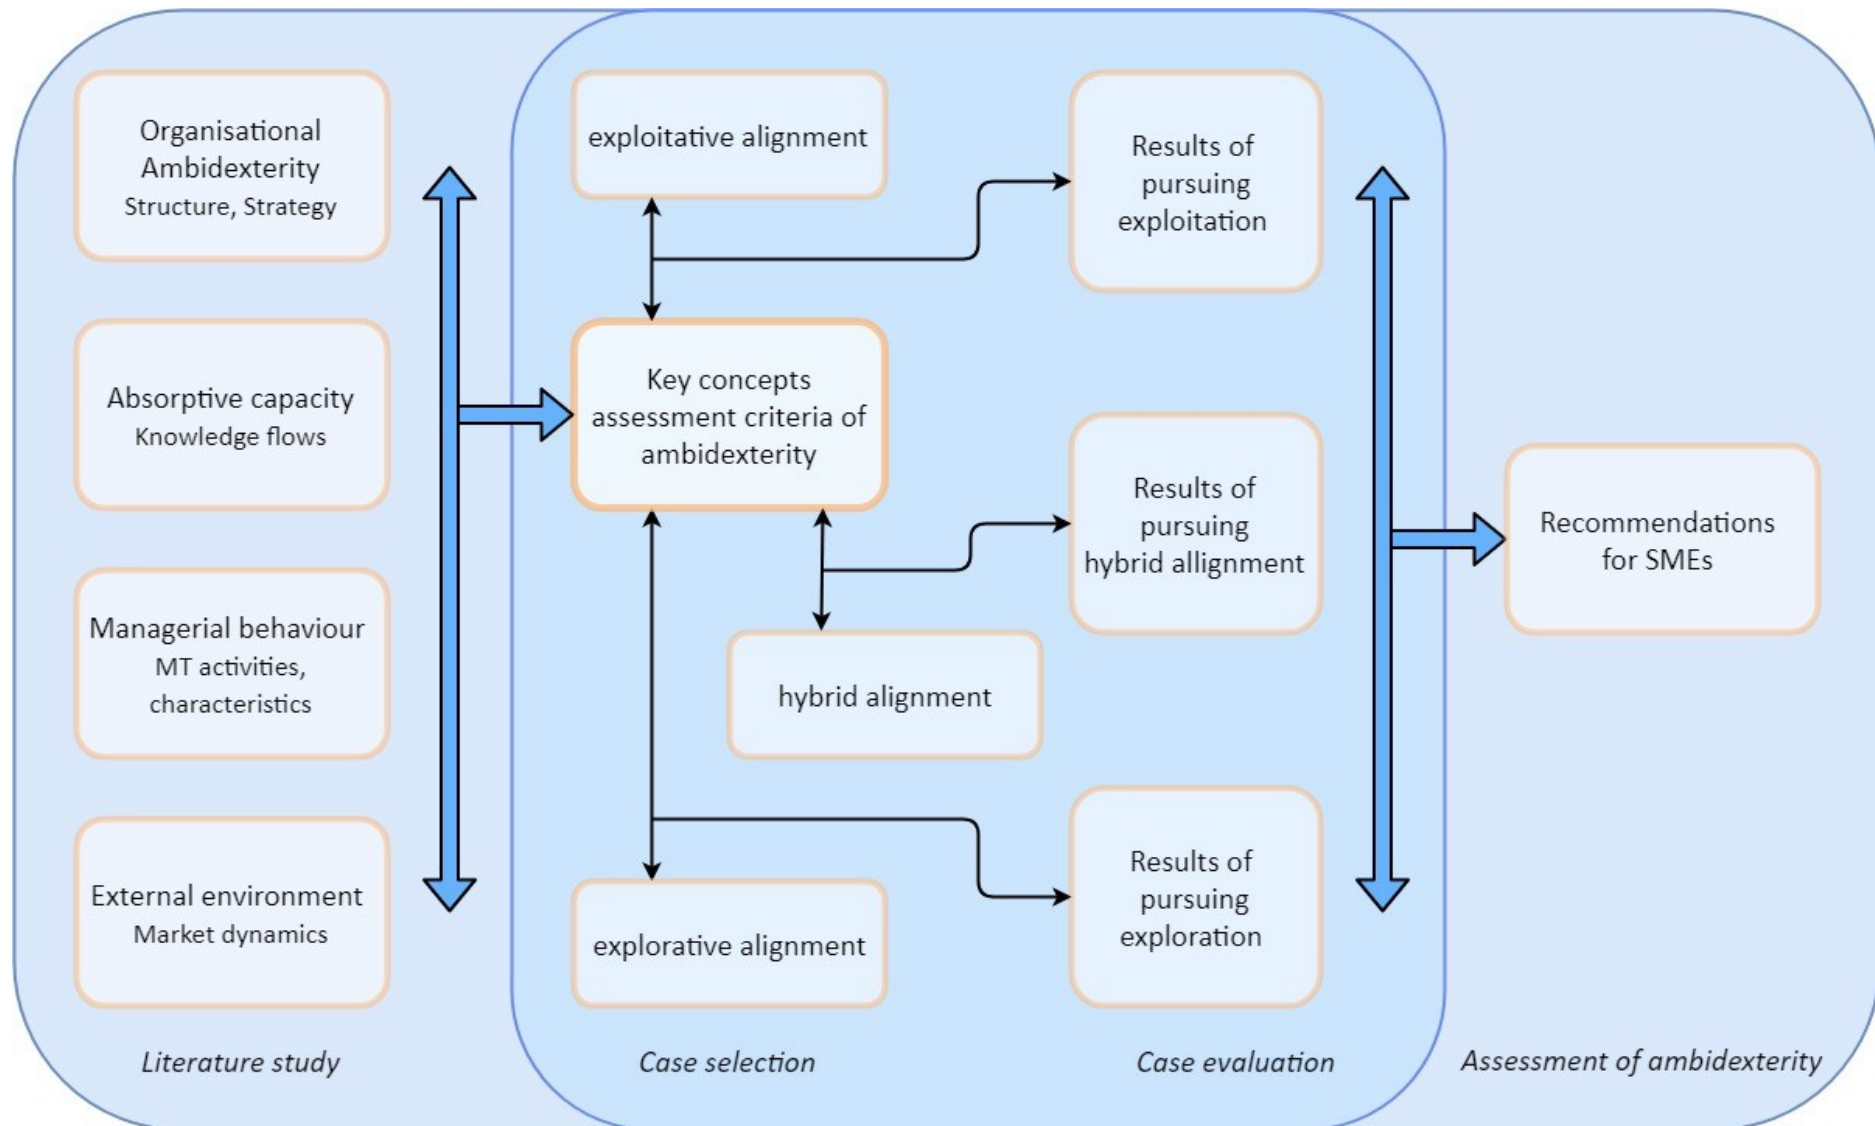 Organisational
Ambidexterity
Structure, Strategy
Absorptive capacity
Knowledge flows
Managerial behaviour
MT activities,
characteristics
External environment
Market dynamics
Literature study
exploitative alignment
Key concepts
assessment criteria of
ambidexterity
hybrid alignment
explorative alignment
Case selection
Results of
pursuing
exploitation
Results of
pursuing
hybrid allignment
Results of
pursuing
exploration
Case evaluation
Recommendations
for SMEs
Assessment of ambidexterity